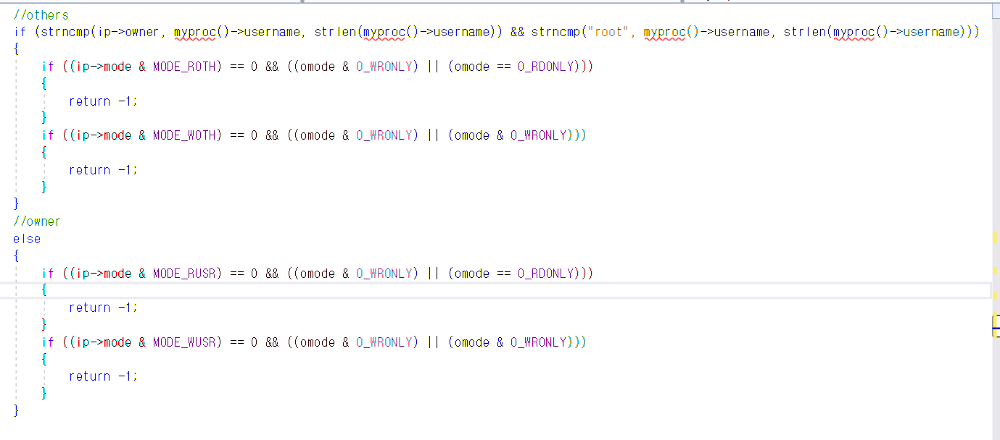 //others
if (strncmp(ip->owner, myproc()->username, strlen(myproc()->username)) && strncmp("root", myproc()->username, strlen(myproc()->username)))
{
if ((ip->mode & MODE_ROTH) == 0 && ((omode & O_WRONLY) || (omode == O_RDONLY)))
{
return -1;
}
if ((ip->mode & MODE_WOTH) == 0 && ((omode & O_WRONLY) || (omode & O_WRONLY)))
{
return -1;
}
}
//owner
else
{
if ((ip->mode & MODE_RUSR) == 0 && ((omode & O_WRONLY) || (omode == O_RDONLY)))
{
return -1;
}
if ((ip->mode & MODE_WUSR) == 0 && ((omode & O_WRONLY) || (omode & O_WRONLY)))
{
return -1;
}
}